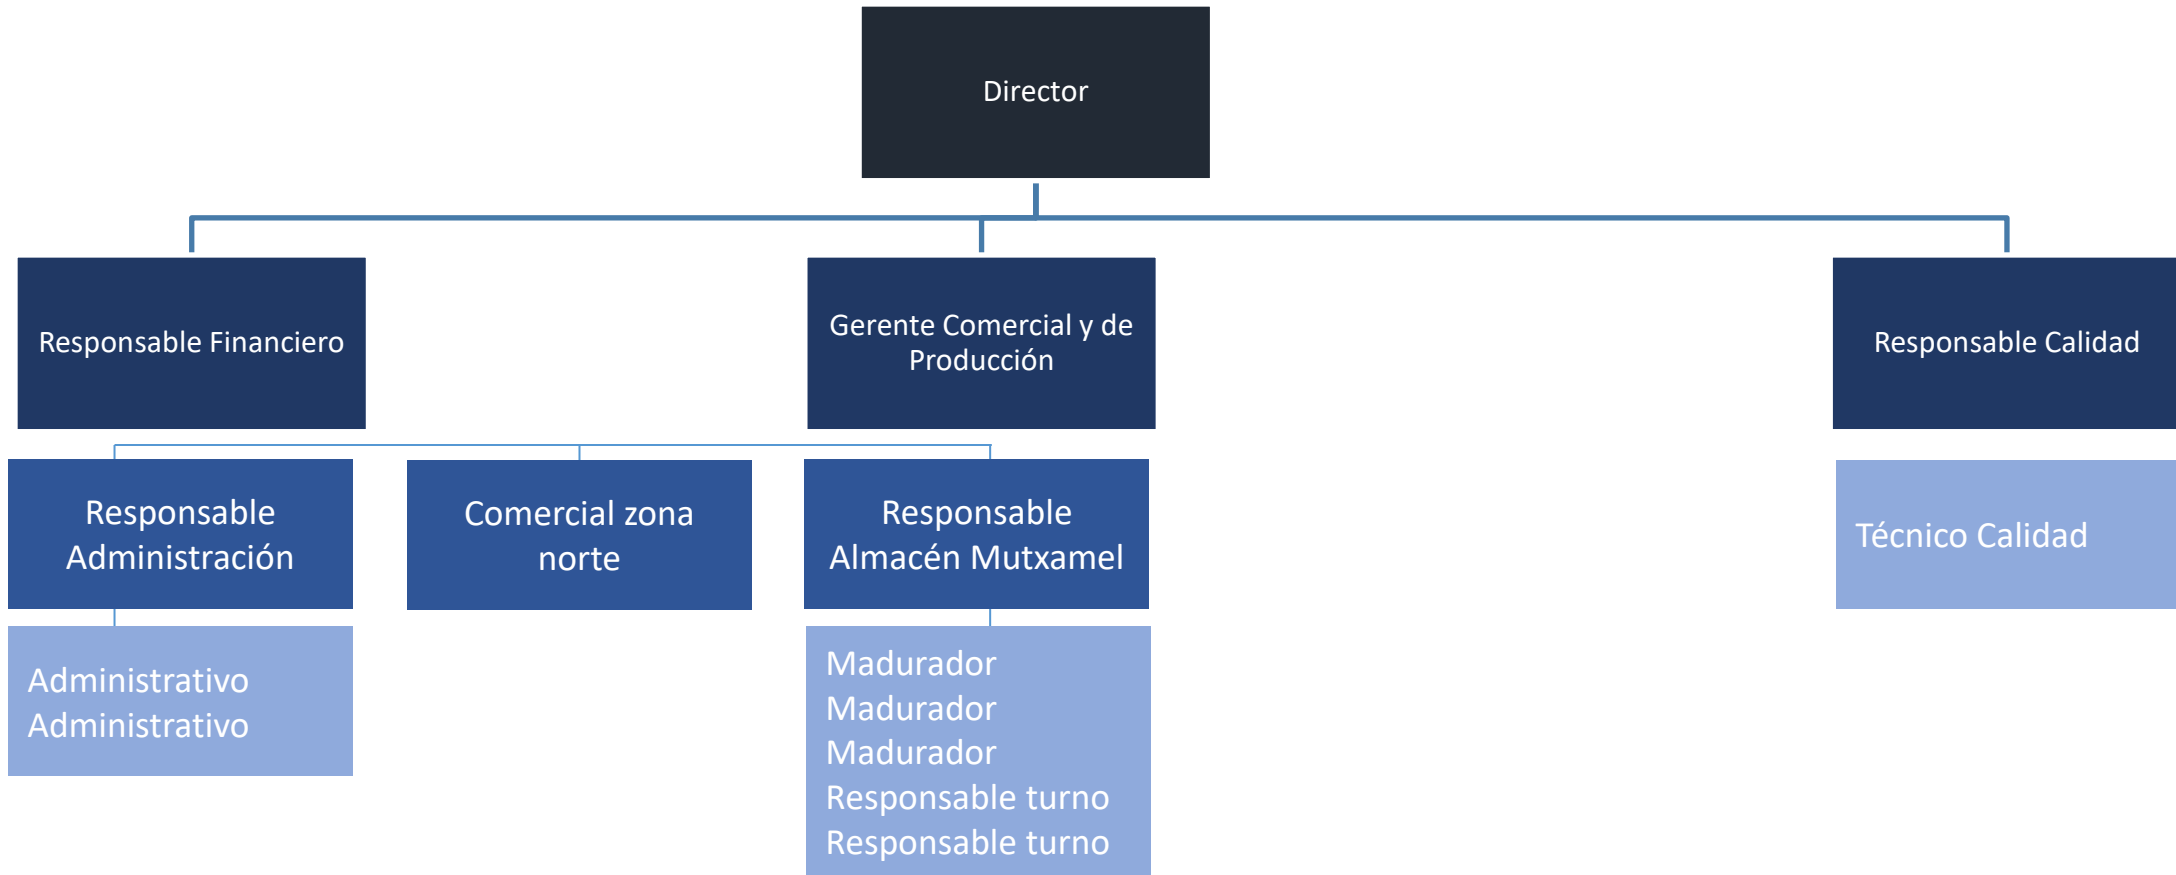 Director
Responsable Financiero
Gerente Comercial y de
Producción
Responsable Calidad
Responsable
Administración
Comercial zona
norte
Responsable
Almacén Mutxamel
Técnico Calidad
Administrativo
Administrativo
Madurador
Madurador
Madurador
Responsable turno
Responsable turno